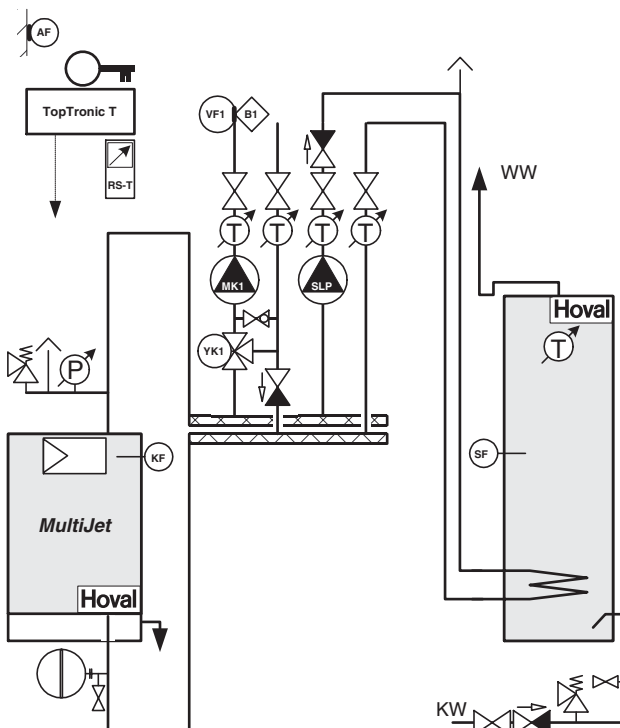 AF
TopTronic T
RS-T
VF1
B1
T
T
T
T
MK1
SLP
YK1
WW
Hoval
T
P
KF
SF
MultiJet
Hoval
KW